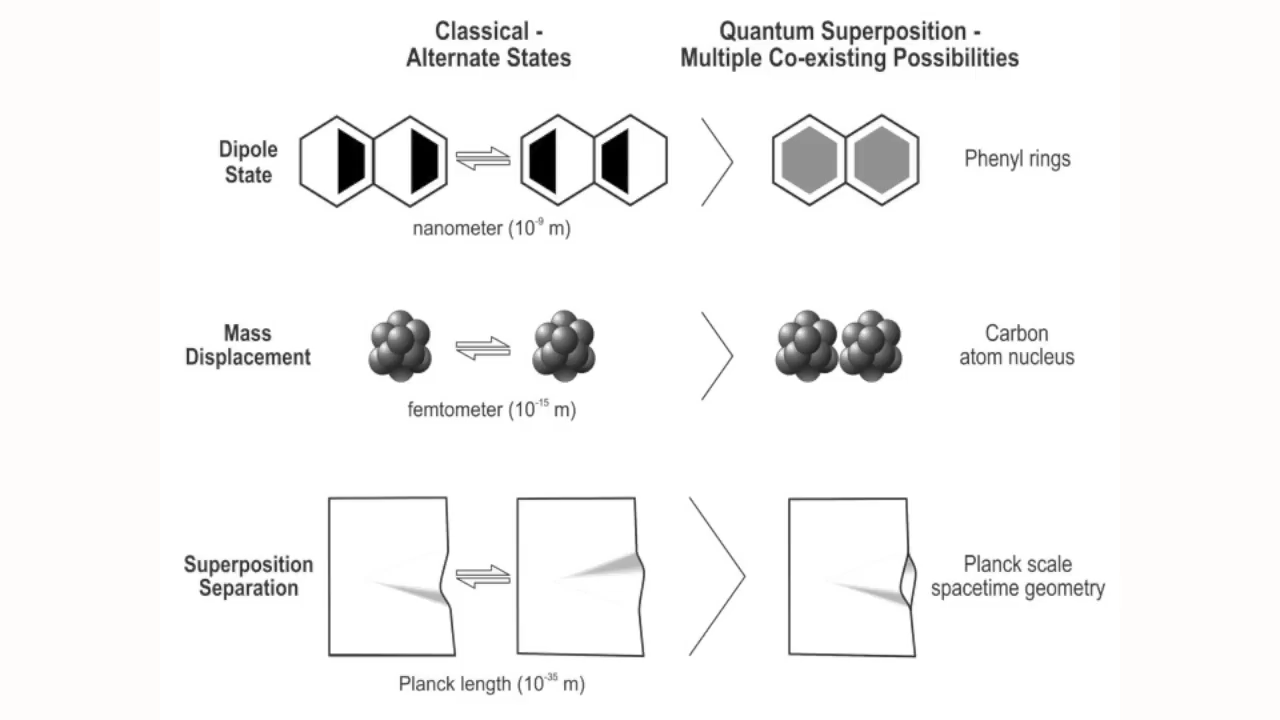 Classical -
Alternate States
Quantum Superposition -
Multiple Co-existing Possibilities
Dipole
State
Phenyl rings
nanometer (10⁻⁹ m)
Mass
Displacement
Carbon
atom nucleus
femtometer (10⁻¹⁵ m)
Superposition
Separation
Planck scale
spacetime geometry
Planck length (10⁻³⁵ m)